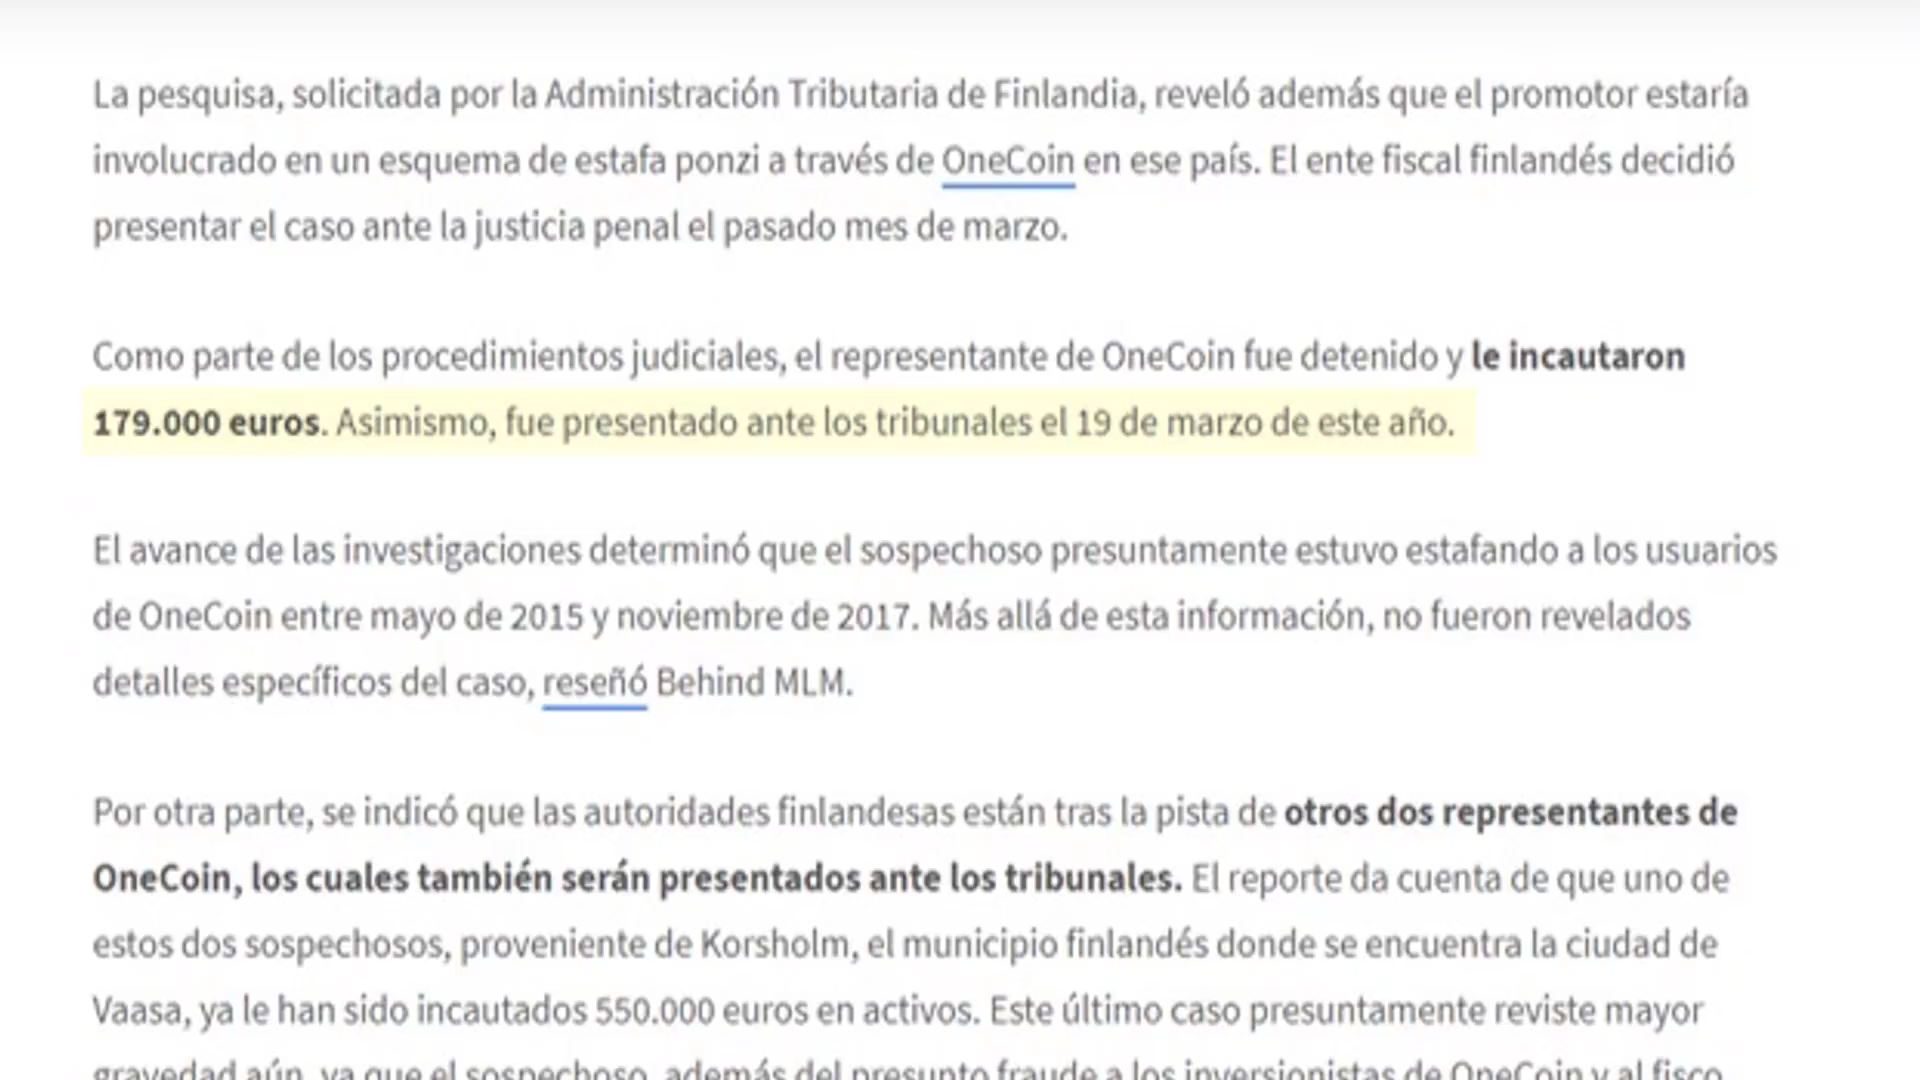 La pesquisa, solicitada por la Administración Tributaria de Finlandia, reveló además que el promotor estaría
involucrado en un esquema de estafa ponzi a través de OneCoin en ese país. El ente fiscal finlandés decidió
presentar el caso ante la justicia penal el pasado mes de marzo.
Como parte de los procedimientos judiciales, el representante de OneCoin fue detenido y le incautaron
179.000 euros. Asimismo, fue presentado ante los tribunales el 19 de marzo de este año.
El avance de las investigaciones determinó que el sospechoso presuntamente estuvo estafando a los usuarios
de OneCoin entre mayo de 2015 y noviembre de 2017. Más allá de esta información, no fueron revelados
detalles específicos del caso, reseñó Behind MLM.
Por otra parte, se indicó que las autoridades finlandesas están tras la pista de otros dos representantes de
OneCoin, los cuales también serán presentados ante los tribunales. El reporte da cuenta de que uno de
estos dos sospechosos, proveniente de Korsholm, el municipio finlandés donde se encuentra la ciudad de
Vaasa, ya le han sido incautados 550.000 euros en activos. Este último caso presuntamente reviste mayor
gravedad aún, ya que el sospechoso, además del presunto fraude a los inversionistas de OneCoin y al fisco